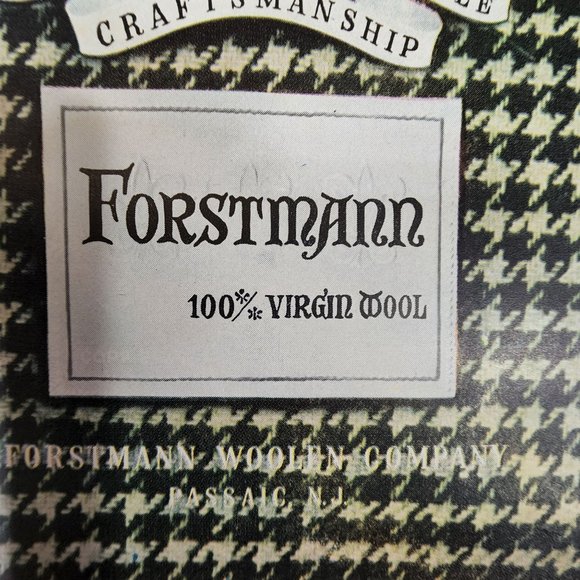 CRAFTSMANSHIP
FORSTMANN
100% VIRGIN WOOL
FORSTMANN WOOLEN COMPANY
PASSAIC N.J.